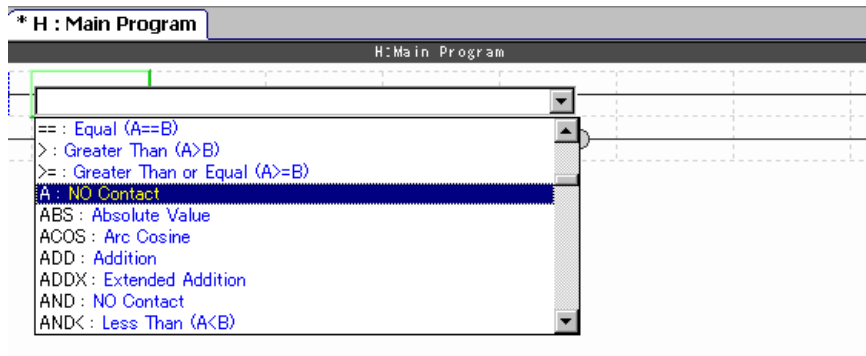 * H : Main Program
H:Main Program
== : Equal (A==B)
> : Greater Than (A>B)
>= : Greater Than or Equal (A>=B)
A : NO Contact
ABS : Absolute Value
ACOS : Arc Cosine
ADD : Addition
ADDX : Extended Addition
AND : NO Contact
AND< : Less Than (A<B)